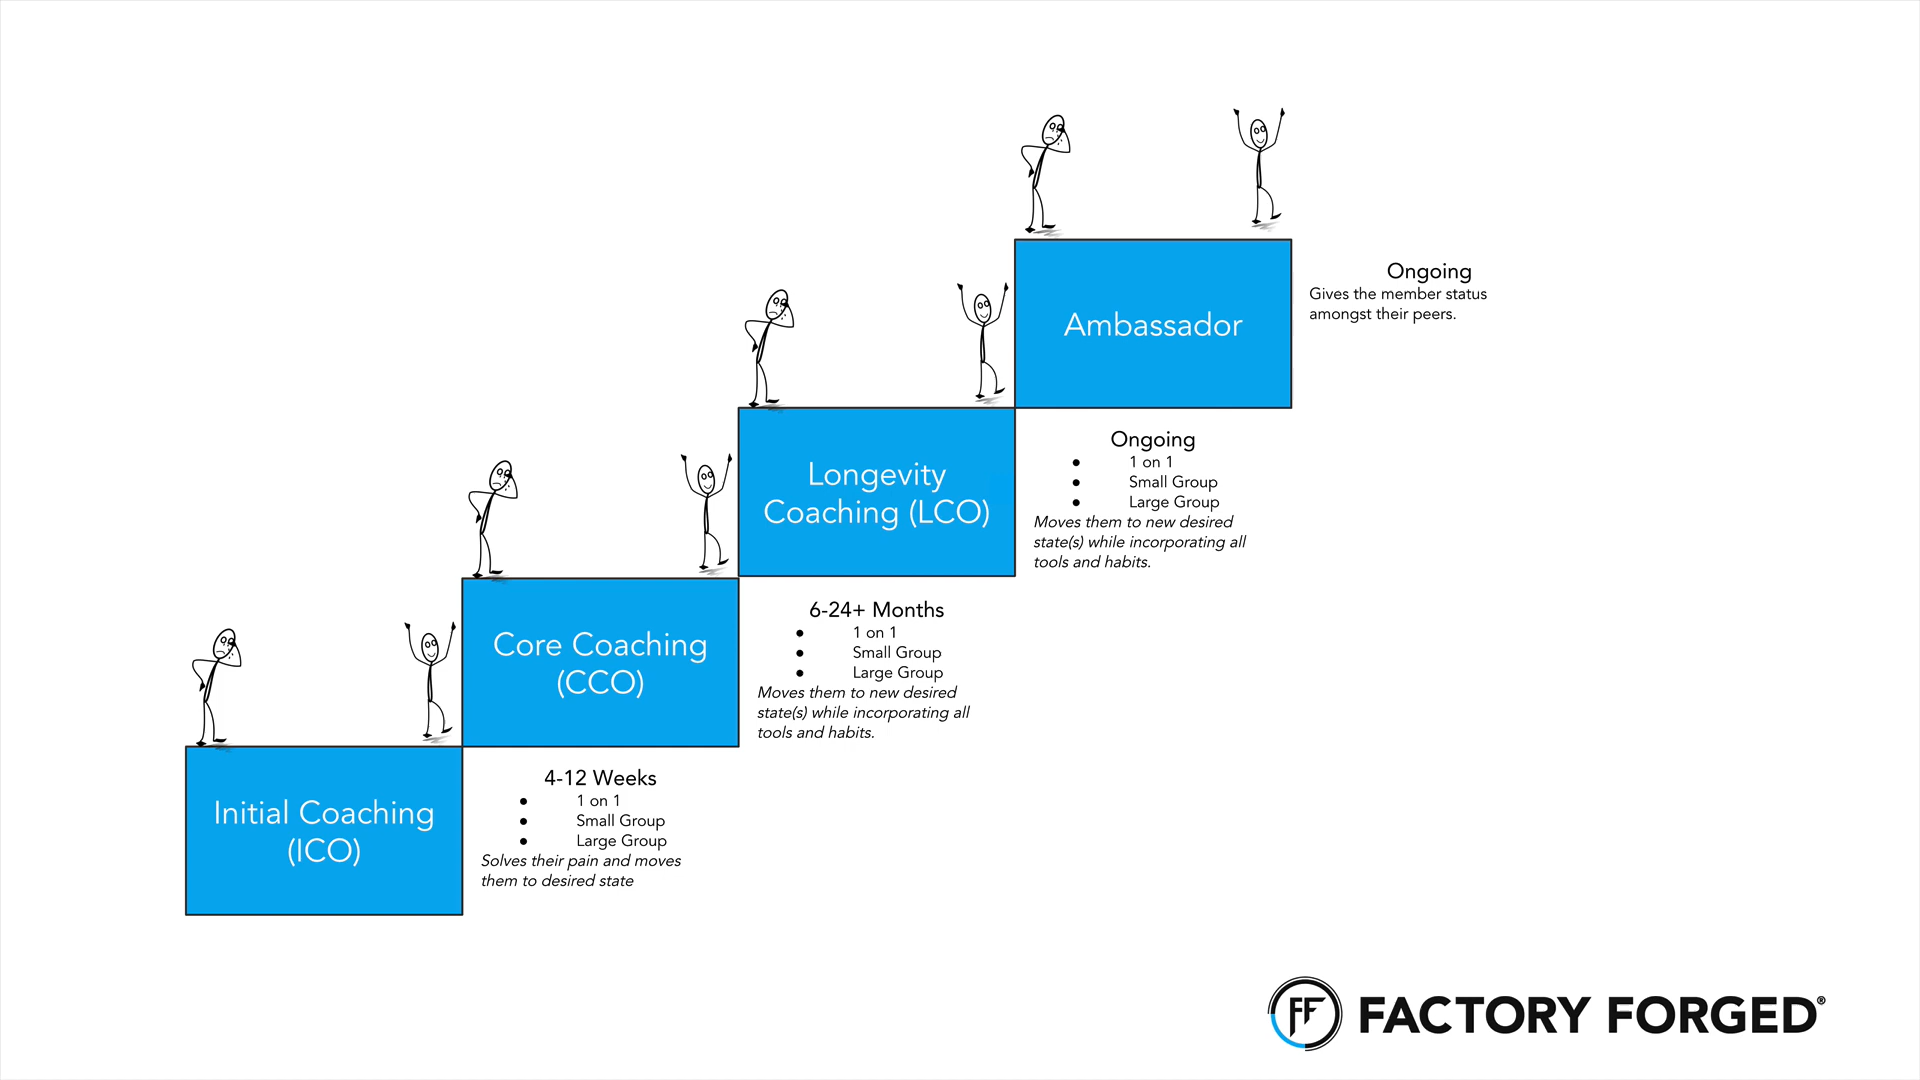 Ongoing
Gives the member status
amongst their peers.
Ambassador
Ongoing
● 1 on 1
● Small Group
● Large Group
Moves them to new desired
state(s) while incorporating all
tools and habits.
Longevity
Coaching (LCO)
6-24+ Months
● 1 on 1
● Small Group
● Large Group
Moves them to new desired
state(s) while incorporating all
tools and habits.
Core Coaching
(CCO)
4-12 Weeks
● 1 on 1
● Small Group
● Large Group
Solves their pain and moves
them to desired state
Initial Coaching
(ICO)
FF FACTORY FORGED®